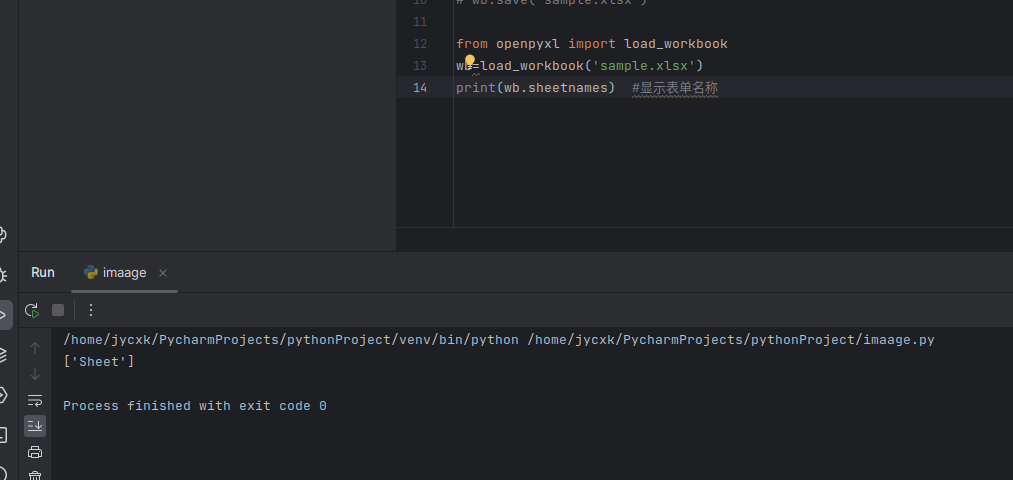 10 # wb.save('sample.xlsx')
11
12 from openpyxl import load_workbook
13 wb=load_workbook('sample.xlsx')
14 print(wb.sheetnames)  #显示表单名称
Run imaage
/home/jycxk/PycharmProjects/pythonProject/venv/bin/python /home/jycxk/PycharmProjects/pythonProject/imaage.py
['Sheet']
Process finished with exit code 0